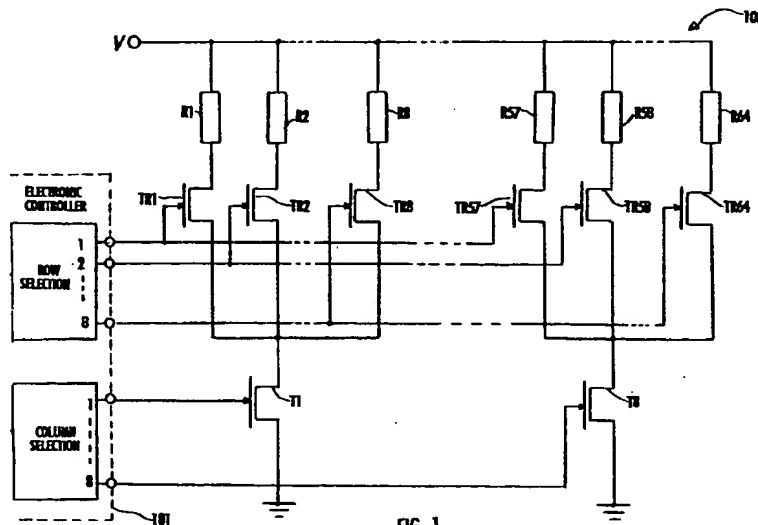 10
V
R1
R2
R8
R57
R58
R64
TR1
TR2
TR8
TR57
TR58
TR64
ELECTRONIC
CONTROLLER
ROW
SELECTION
1
2
8
COLUMN
SELECTION
1
8
T1
T8
101
FIG. 1